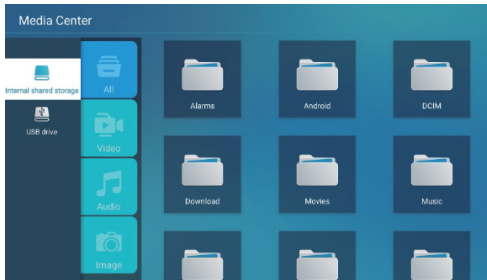 Media Center
Internal shared storage
USB drive
All
Video
Audio
Image
Alarms
Android
DCIM
Download
Movies
Music